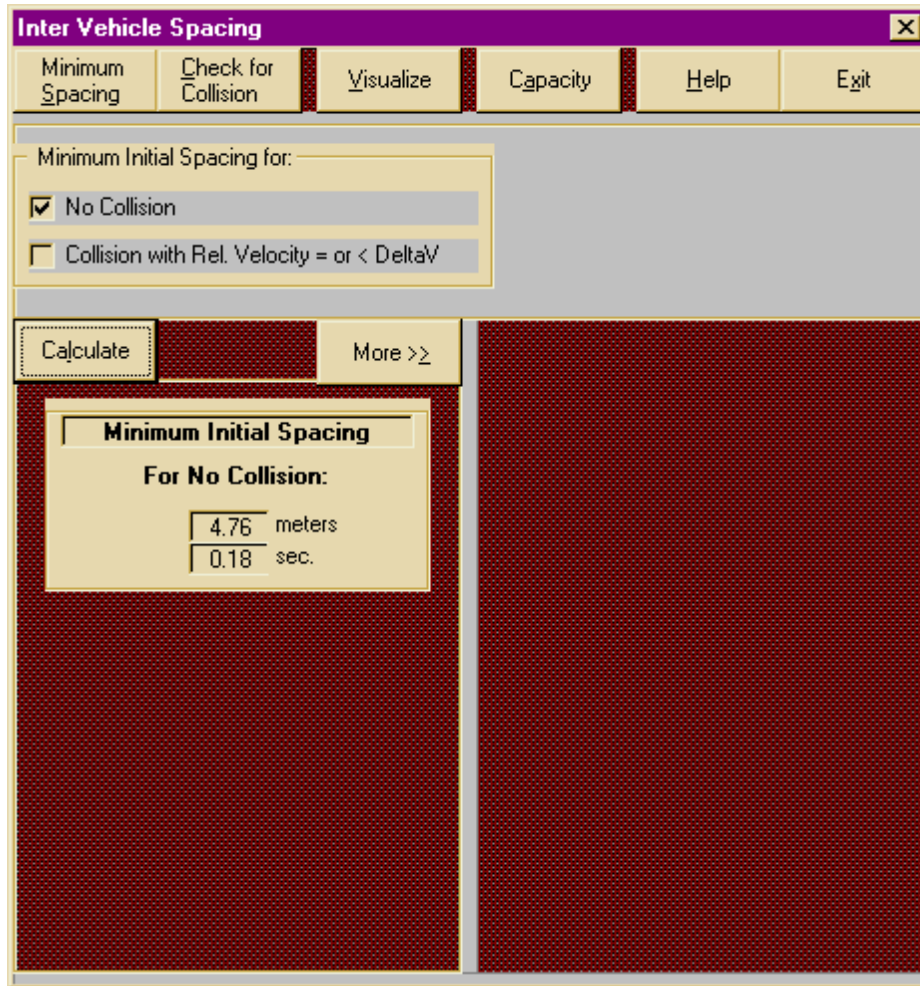 Inter Vehicle Spacing
Minimum Spacing
Check for Collision
Visualize
Capacity
Help
Exit
Minimum Initial Spacing for:
No Collision
Collision with Rel. Velocity = or < DeltaV
Calculate
More >>
Minimum Initial Spacing
For No Collision:
4.76 meters
0.18 sec.